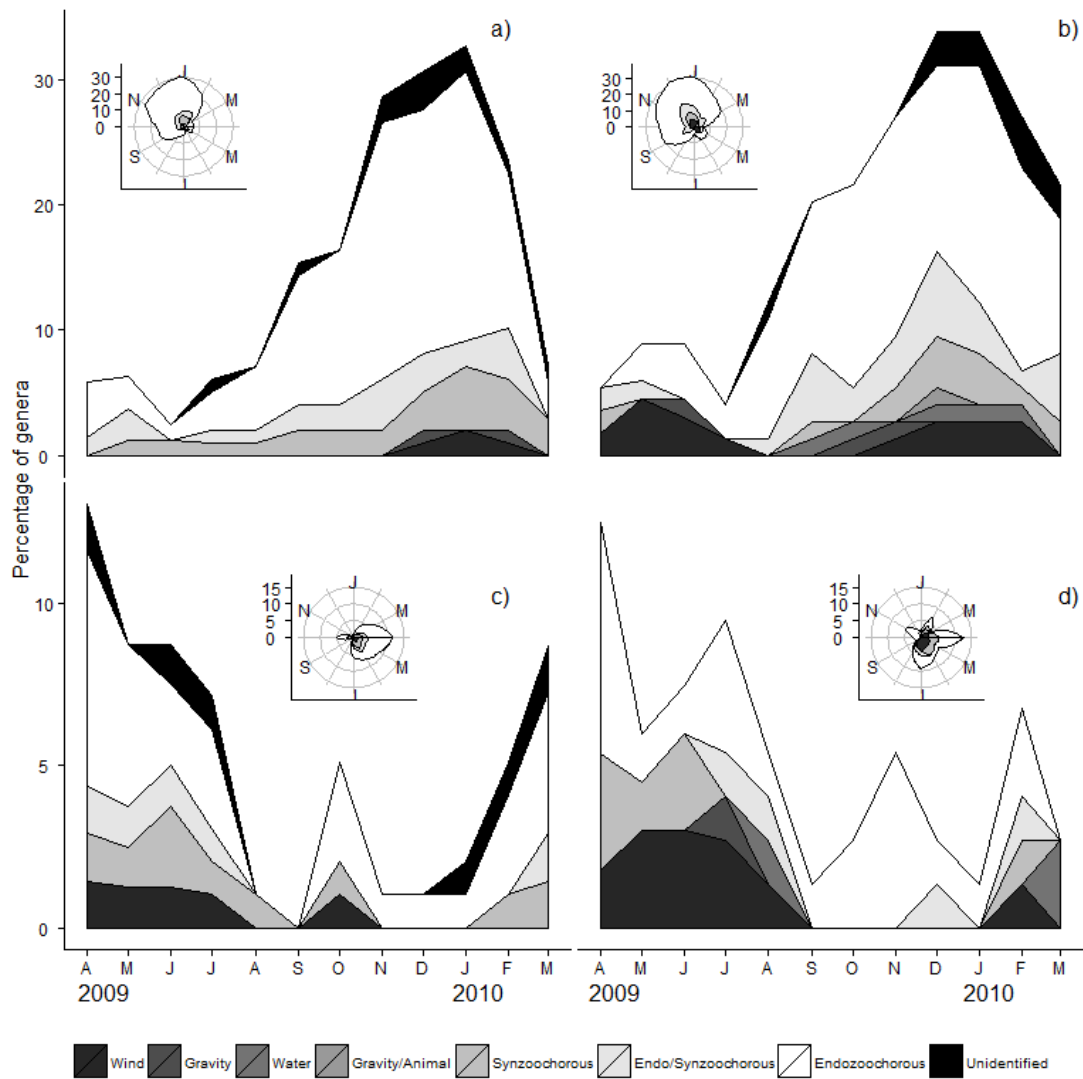 a)
b)
30
20
10
0
J
M
M
J
S
N
30
20
10
0
J
M
M
J
S
N
30
20
10
0
Percentage of genera
c)
d)
10
5
0
J
M
M
J
S
N
15
10
5
0
J
M
M
J
S
N
15
10
5
0
A M J J A S O N D J F M
A M J J A S O N D J F M
2009 2010
2009 2010
Wind Gravity Water Gravity/Animal Synzoochorous Endo/Synzoochorous Endozoochorous Unidentified